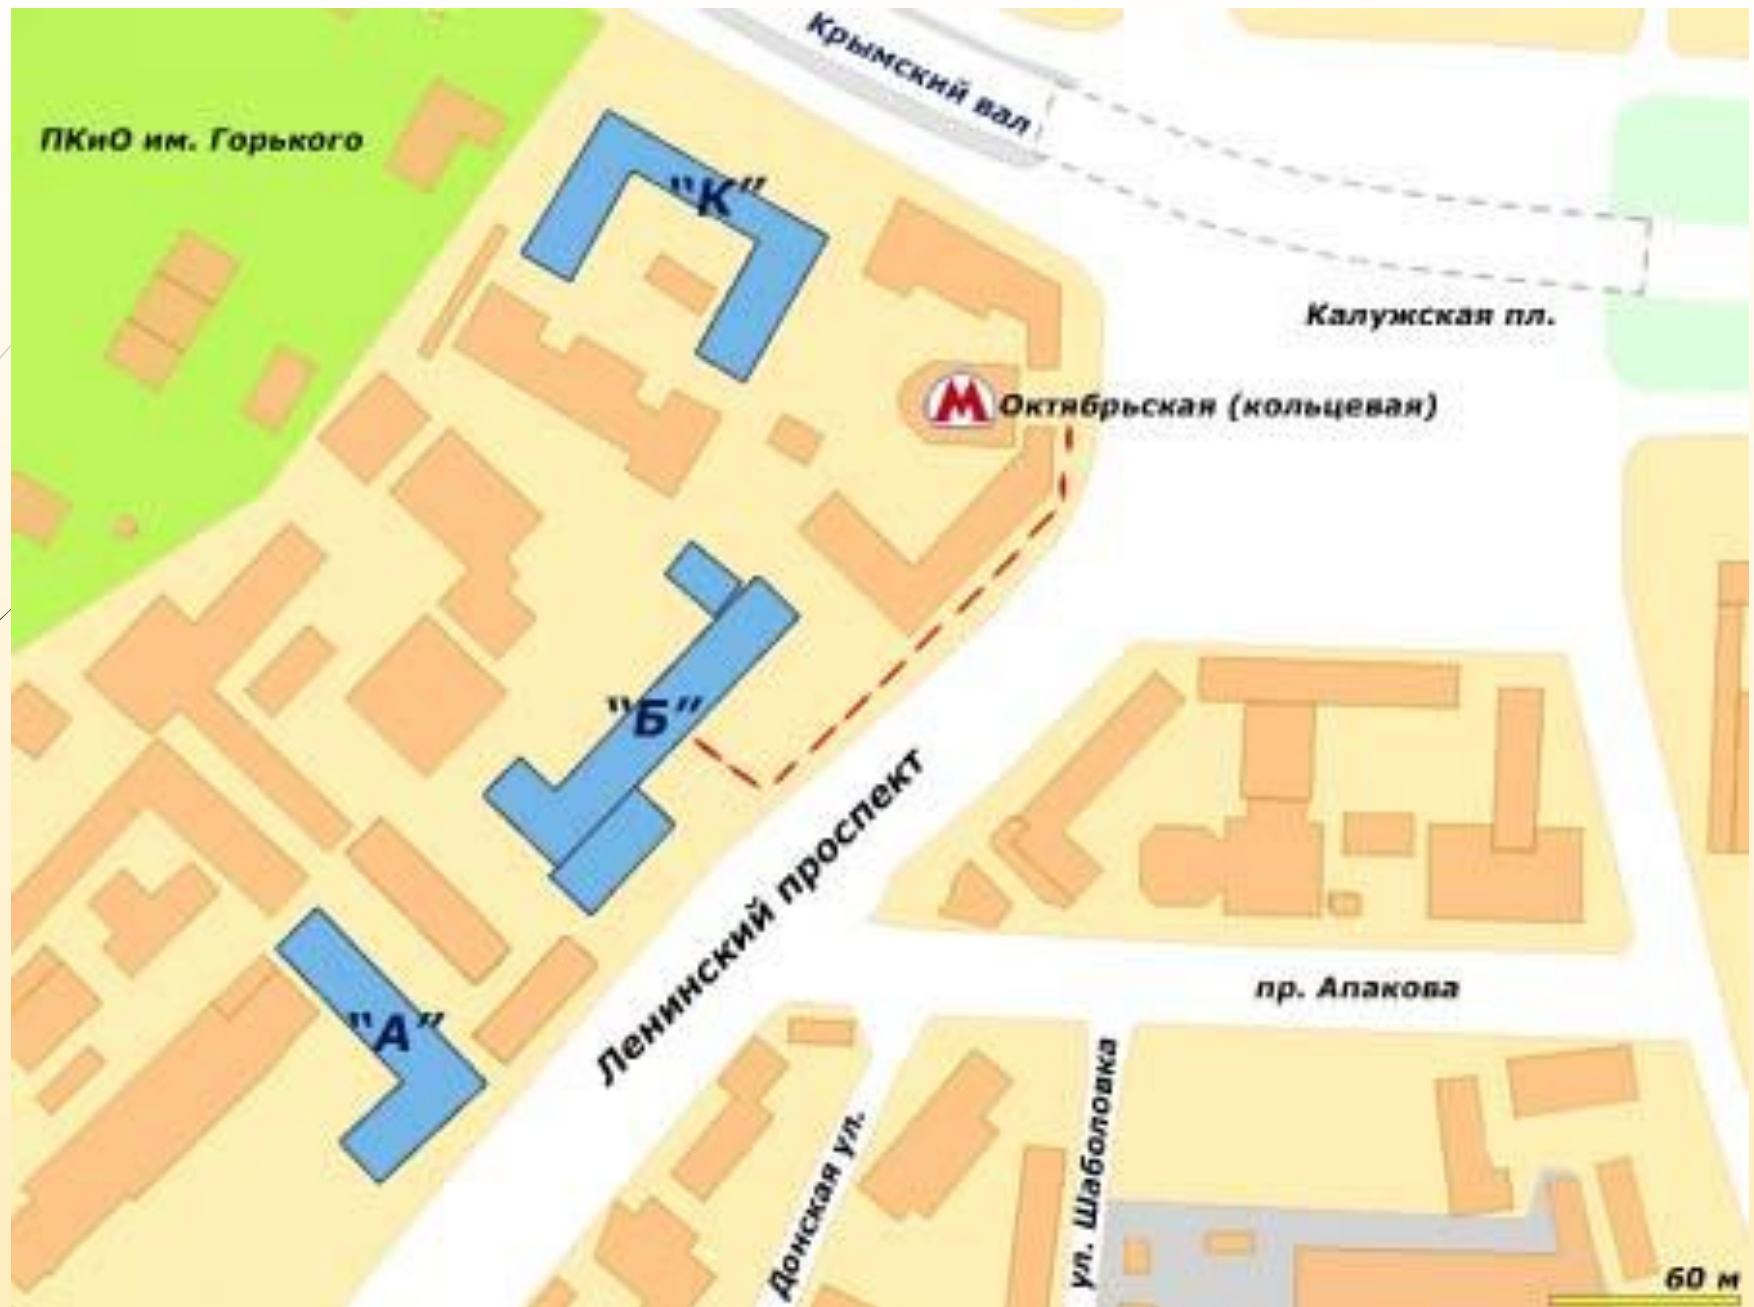 Крымский вал
ПКиО им. Горького
“К”
Калужская пл.
М Октябрьская (кольцевая)
“Б”
Ленинский проспект
пр. Апакова
“А”
Донская ул.
ул. Шаболовка
60 м